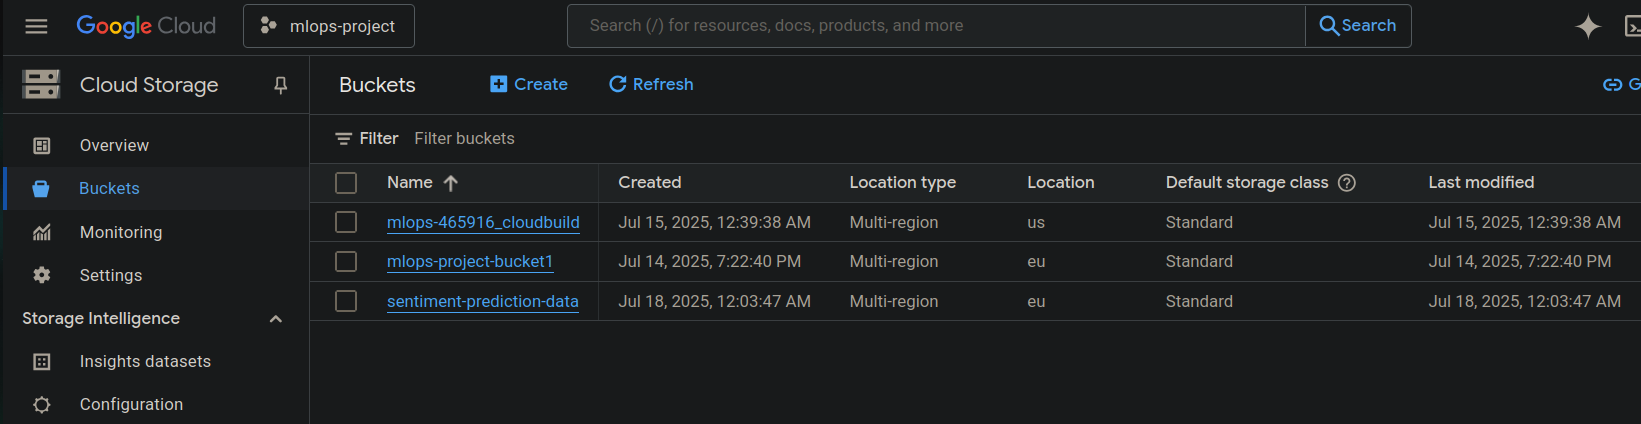 Google Cloud mlops-project Search (/) for resources, docs, products, and more Search
Cloud Storage
Overview
Buckets
Monitoring
Settings
Storage Intelligence
Insights datasets
Configuration
Buckets Create Refresh G
Filter Filter buckets
Name Created Location type Location Default storage class Last modified
mlops-465916_cloudbuild Jul 15, 2025, 12:39:38 AM Multi-region us Standard Jul 15, 2025, 12:39:38 AM
mlops-project-bucket1 Jul 14, 2025, 7:22:40 PM Multi-region eu Standard Jul 14, 2025, 7:22:40 PM
sentiment-prediction-data Jul 18, 2025, 12:03:47 AM Multi-region eu Standard Jul 18, 2025, 12:03:47 AM